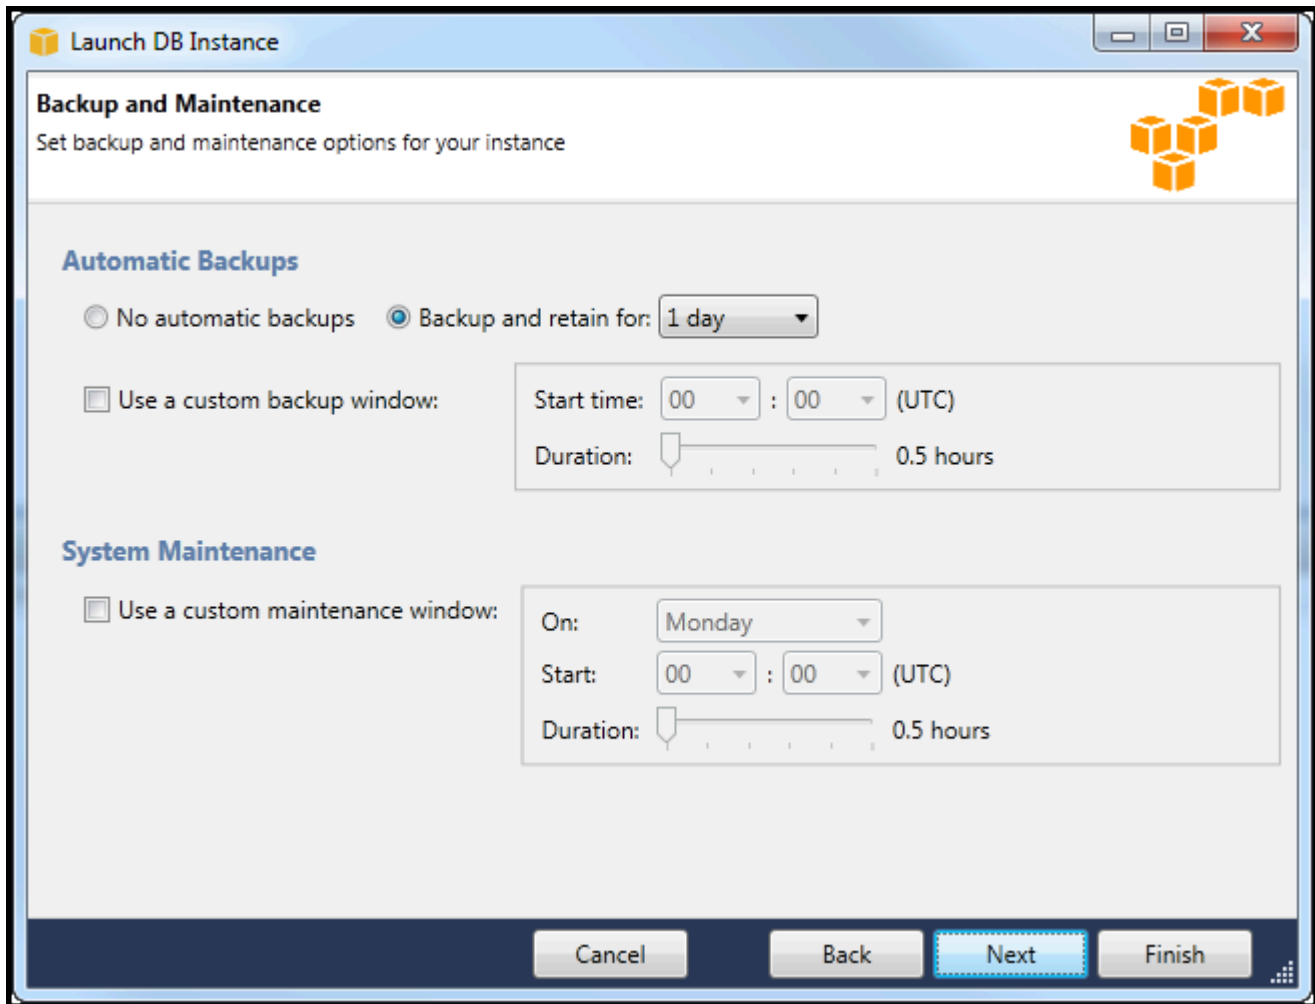 Launch DB Instance
Backup and Maintenance
Set backup and maintenance options for your instance
Automatic Backups
No automatic backups Backup and retain for: 1 day
Use a custom backup window: Start time: 00 : 00 (UTC)
Duration: 0.5 hours
System Maintenance
Use a custom maintenance window: On: Monday
Start: 00 : 00 (UTC)
Duration: 0.5 hours
Cancel Back Next Finish